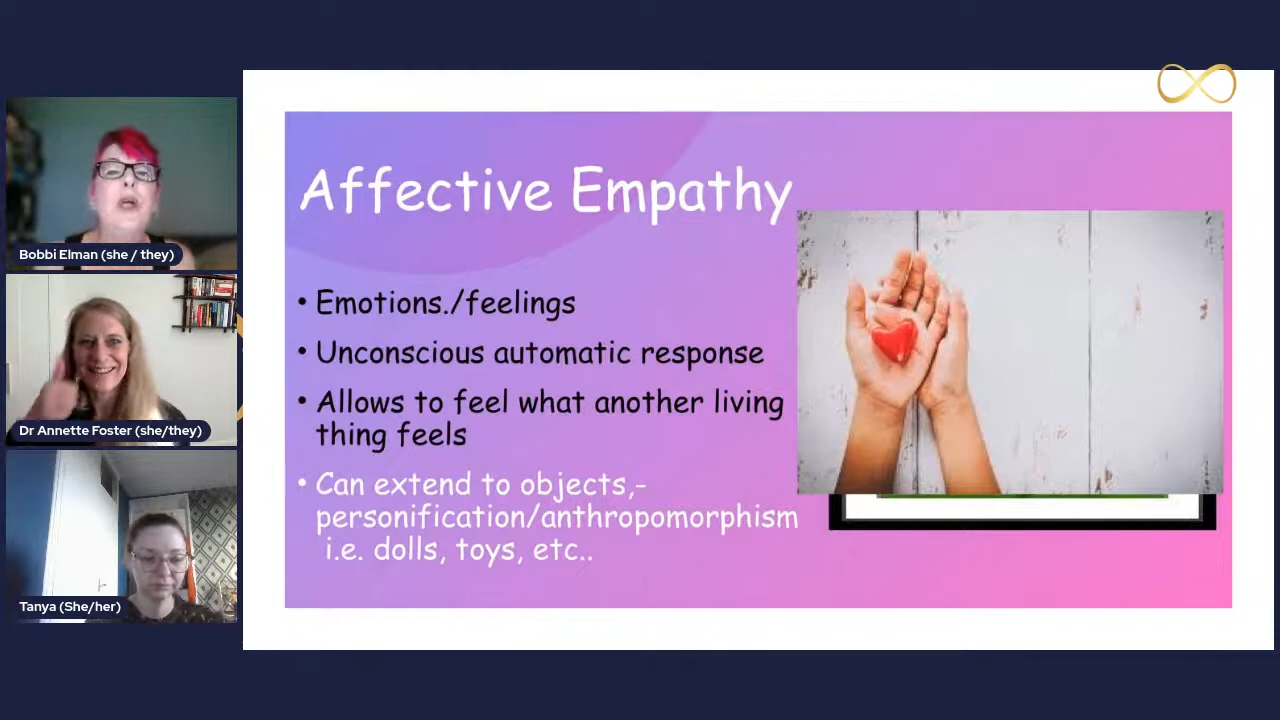 Affective Empathy
• Emotions./feelings
• Unconscious automatic response
• Allows to feel what another living
thing feels
• Can extend to objects,-
personification/anthropomorphism
i.e. dolls, toys, etc..
Bobbi Elman (she / they)
Dr Annette Foster (she/they)
Tanya (She/her)